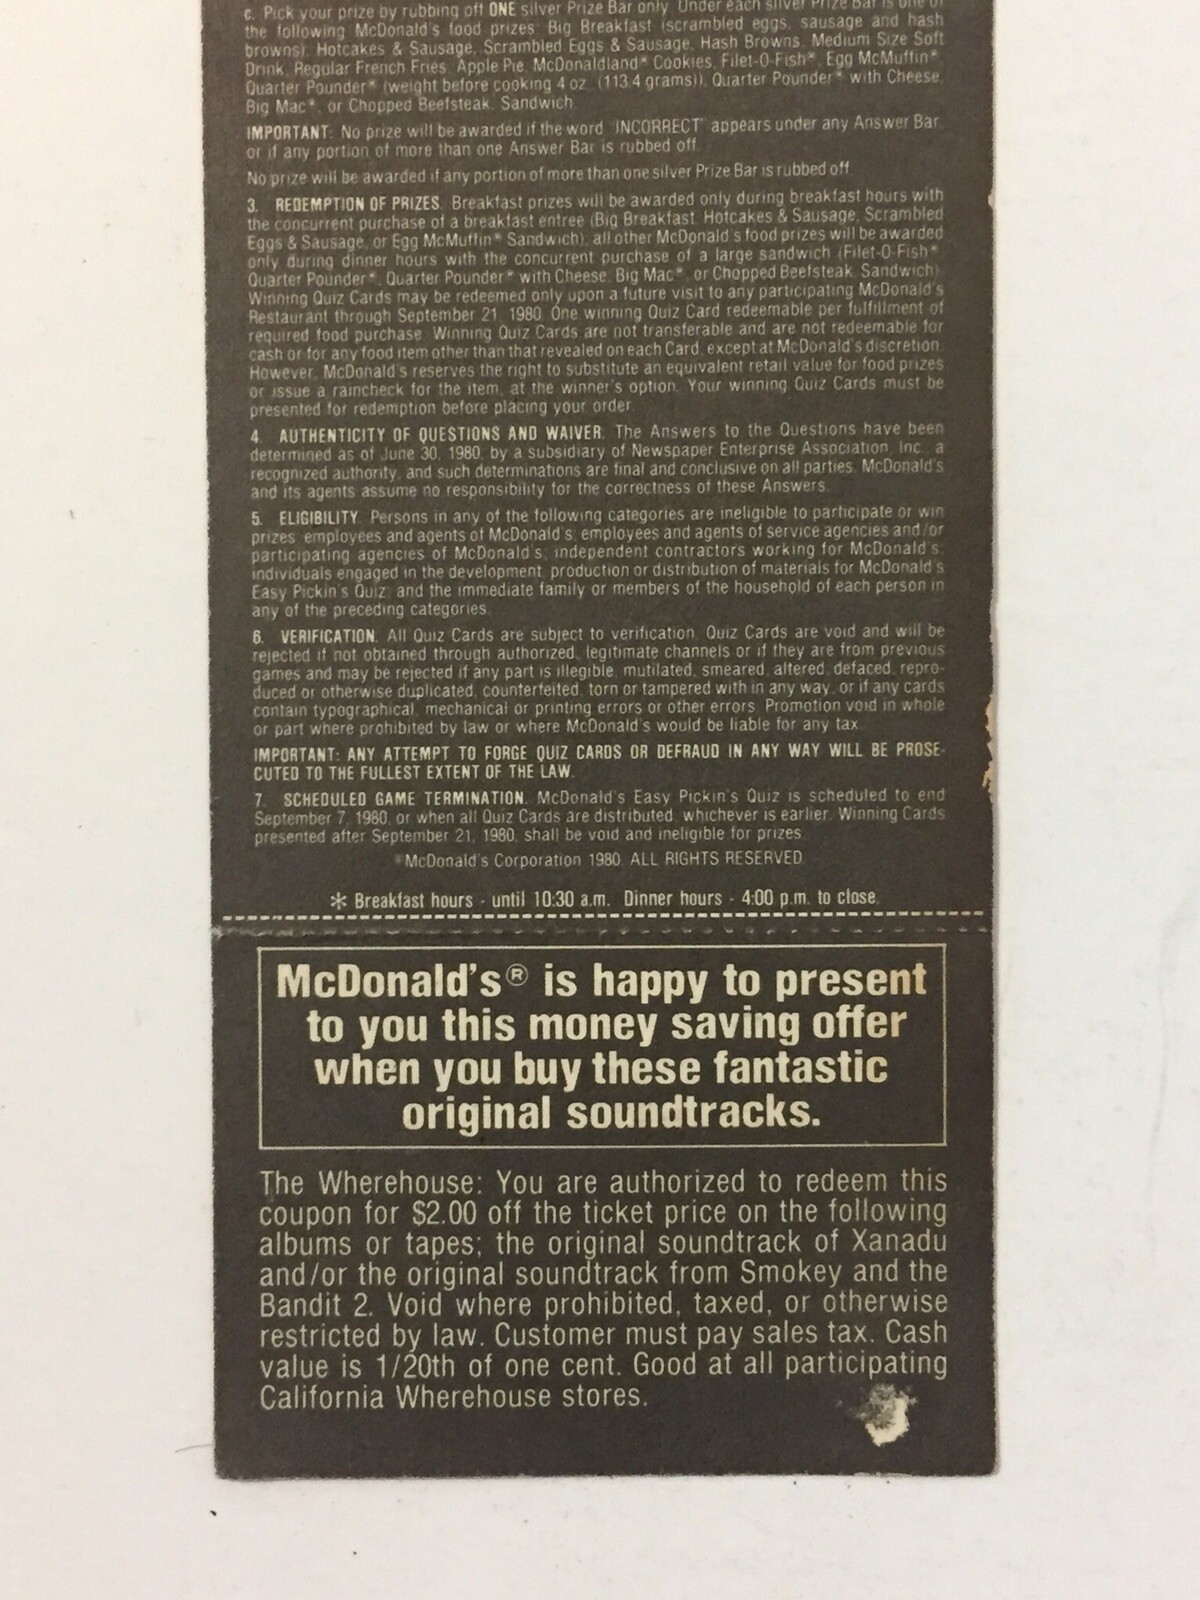 c. Pick your prize by rubbing off ONE silver Prize Bar only. Under each silver Prize Bar is one of
the following McDonald's food prizes: Big Breakfast (scrambled eggs, sausage and hash
browns), Hotcakes & Sausage, Scrambled Eggs & Sausage, Hash Browns, Medium Size Soft
Drink, Regular French Fries, Apple Pie, McDonaldland® Cookies, Filet-O-Fish®, Egg McMuffin®,
Quarter Pounder® (weight before cooking 4 oz. (113.4 grams)), Quarter Pounder® with Cheese,
Big Mac®, or Chopped Beefsteak, Sandwich.
IMPORTANT: No prize will be awarded if the word "INCORRECT" appears under any Answer Bar
or if any portion of more than one Answer Bar is rubbed off.
No prize will be awarded if any portion of more than one silver Prize Bar is rubbed off.
3. REDEMPTION OF PRIZES. Breakfast prizes will be awarded only during breakfast hours with
the concurrent purchase of a breakfast entree (Big Breakfast, Hotcakes & Sausage, Scrambled
Eggs & Sausage, or Egg McMuffin® Sandwich); all other McDonald's food prizes will be awarded
only during dinner hours with the concurrent purchase of a large sandwich (Filet-O-Fish®,
Quarter Pounder®, Quarter Pounder® with Cheese, Big Mac®, or Chopped Beefsteak, Sandwich).
Winning Quiz Cards may be redeemed only upon a future visit to any participating McDonald's
Restaurant through September 21, 1980. One winning Quiz Card redeemable per fulfillment of
required food purchase. Winning Quiz Cards are not transferable and are not redeemable for
cash or for any food item other than that revealed on each Card, except at McDonald's discretion.
However, McDonald's reserves the right to substitute an equivalent retail value for food prizes
or issue a raincheck for the item, at the winner's option. Your winning Quiz Cards must be
presented for redemption before placing your order.
4. AUTHENTICITY OF QUESTIONS AND WAIVER. The Answers to the Questions have been
determined as of June 30, 1980, by a subsidiary of Newspaper Enterprise Association, Inc., a
recognized authority, and such determinations are final and conclusive on all parties. McDonald's
and its agents assume no responsibility for the correctness of these Answers.
5. ELIGIBILITY. Persons in any of the following categories are ineligible to participate or win
prizes: employees and agents of McDonald's; employees and agents of service agencies and/or
participating agencies of McDonald's; independent contractors working for McDonald's;
individuals engaged in the development, production or distribution of materials for McDonald's
Easy Pickin's Quiz; and the immediate family or members of the household of each person in
any of the preceding categories.
6. VERIFICATION. All Quiz Cards are subject to verification. Quiz Cards are void and will be
rejected if not obtained through authorized, legitimate channels or if they are from previous
games and may be rejected if any part is illegible, mutilated, smeared, altered, defaced, repro-
duced or otherwise duplicated, counterfeited, torn or tampered with in any way, or if any cards
contain typographical, mechanical or printing errors or other errors. Promotion void in whole
or part where prohibited by law or where McDonald's would be liable for any tax.
IMPORTANT: ANY ATTEMPT TO FORGE QUIZ CARDS OR DEFRAUD IN ANY WAY WILL BE PROSE-
CUTED TO THE FULLEST EXTENT OF THE LAW.
7. SCHEDULED GAME TERMINATION. McDonald's Easy Pickin's Quiz is scheduled to end
September 7, 1980, or when all Quiz Cards are distributed, whichever is earlier. Winning Cards
presented after September 21, 1980, shall be void and ineligible for prizes.
®McDonald's Corporation 1980. ALL RIGHTS RESERVED.
* Breakfast hours - until 10:30 a.m. Dinner hours - 4:00 p.m. to close.
McDonald's® is happy to present
to you this money saving offer
when you buy these fantastic
original soundtracks.
The Wherehouse: You are authorized to redeem this
coupon for $2.00 off the ticket price on the following
albums or tapes; the original soundtrack of Xanadu
and/or the original soundtrack from Smokey and the
Bandit 2. Void where prohibited, taxed, or otherwise
restricted by law. Customer must pay sales tax. Cash
value is 1/20th of one cent. Good at all participating
California Wherehouse stores.